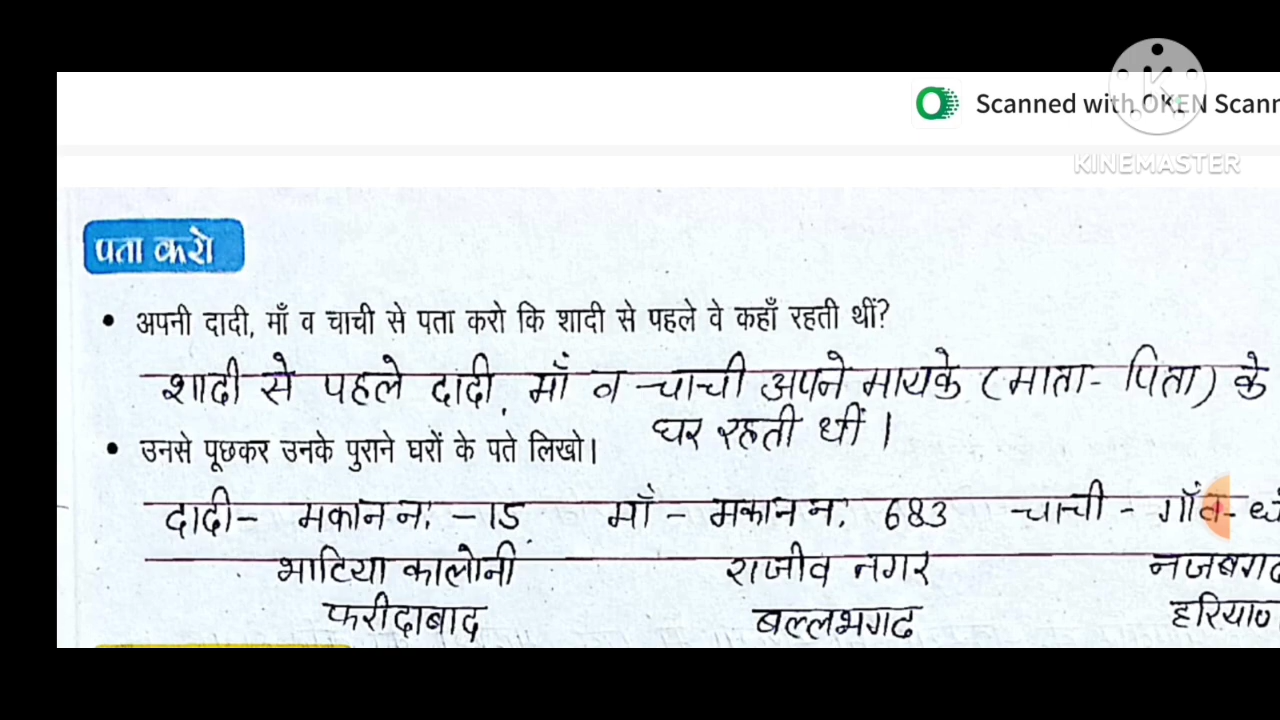 Scanned with OKEN Scann
KINEMASTER
पता करो
• अपनी दादी, माँ व चाची से पता करो कि शादी से पहले वे कहाँ रहती थीं?
शादी से पहले दादी, माँ व चाची अपने मायके (माता-पिता) के
घर रहती थीं।
• उनसे पूछकर उनके पुराने घरों के पते लिखो।
दादी- मकान न. - माँ - मकान न. 683 चाची - गाँव-
भाटिया कालोनी राजीव नगर
फरीदाबाद बल्लभगढ